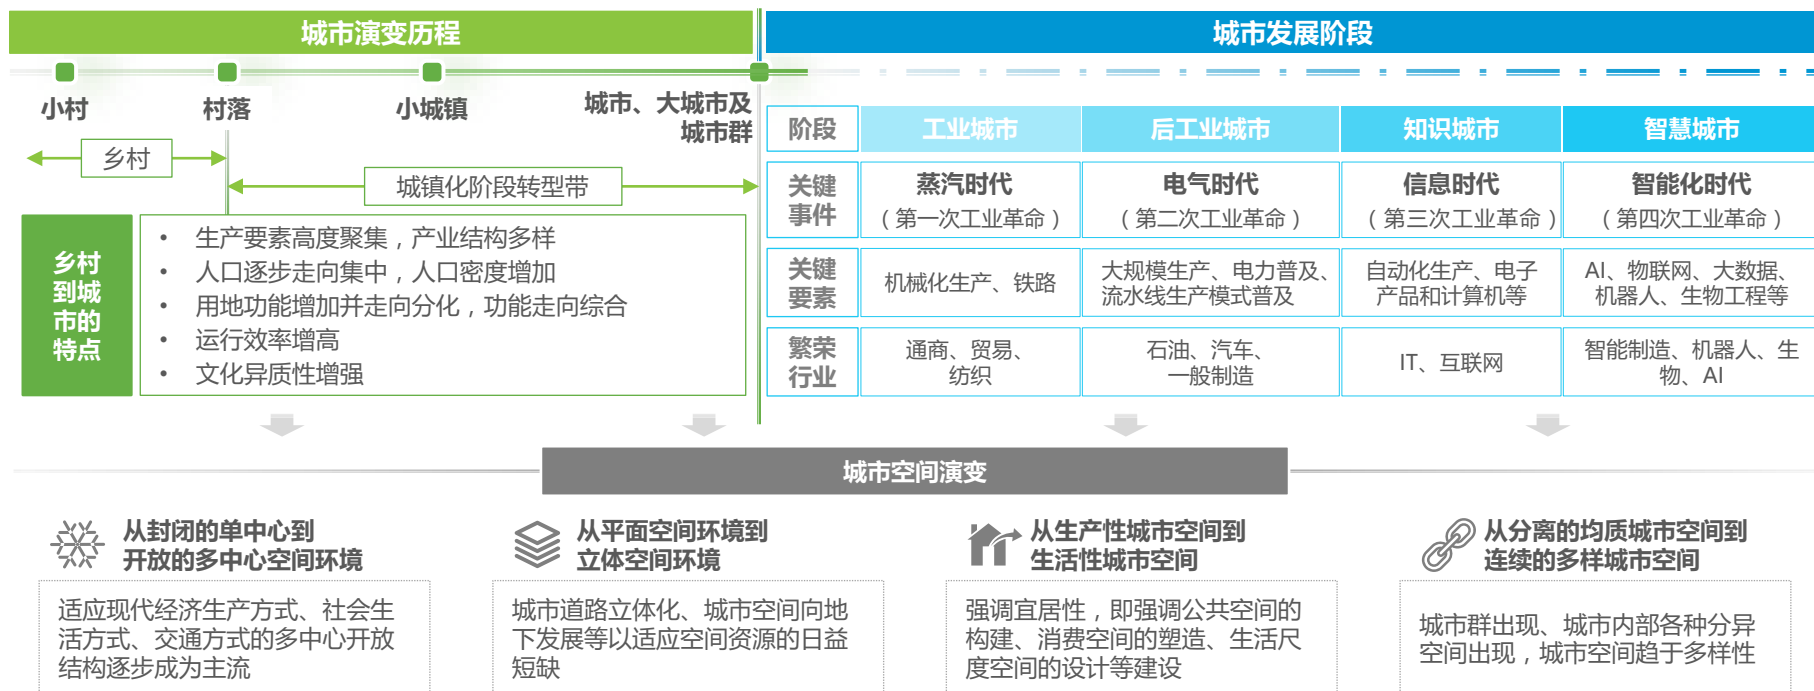 城市演变历程
小村
村落
小城镇
城市、大城市及
城市群
乡村
城镇化阶段转型带
乡村
到城
市的
特点
• 生产要素高度聚集，产业结构多样
• 人口逐步走向集中，人口密度增加
• 用地功能增加并走向分化，功能走向综合
• 运行效率增高
• 文化异质性增强
城市发展阶段
阶段
工业城市
后工业城市
知识城市
智慧城市
关键
事件
蒸汽时代
（第一次工业革命）
电气时代
（第二次工业革命）
信息时代
（第三次工业革命）
智能化时代
（第四次工业革命）
关键
要素
机械化生产、铁路
大规模生产、电力普及、
流水线生产模式普及
自动化生产、电子
产品和计算机等
AI、物联网、大数据、
机器人、生物工程等
繁荣
行业
通商、贸易、
纺织
石油、汽车、
一般制造
IT、互联网
智能制造、机器人、生
物、AI
城市空间演变
从封闭的单中心到
开放的多中心空间环境
适应现代经济生产方式、社会生
活方式、交通方式的多中心开放
结构逐步成为主流
从平面空间环境到
立体空间环境
城市道路立体化、城市空间向地
下发展等以适应空间资源的日益
短缺
从生产性城市空间到
生活性城市空间
强调宜居性，即强调公共空间的
构建、消费空间的塑造、生活尺
度空间的设计等建设
从分离的均质城市空间到
连续的多样城市空间
城市群出现、城市内部各种分异
空间出现，城市空间趋于多样性